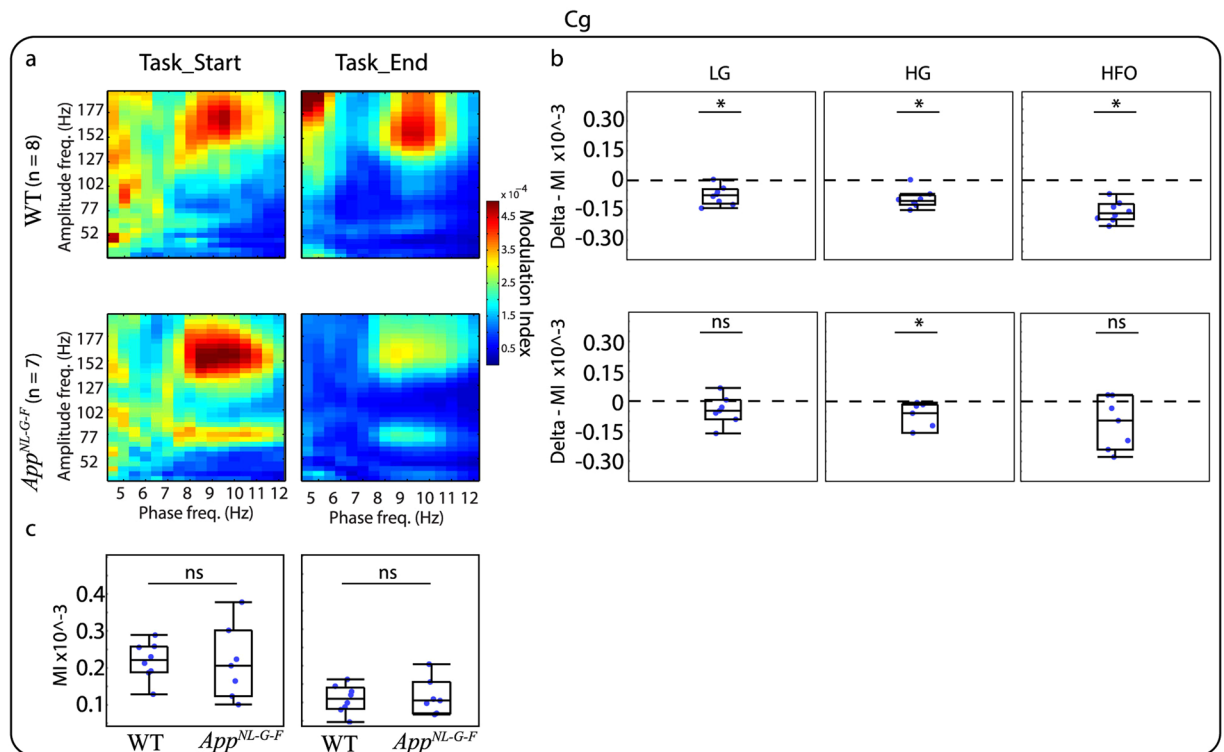 Cg
a
Task_Start
Task_End
WT (n = 8)
Amplitude freq. (Hz)
177
152
127
102
77
52
x 10^-4
4.5
3.5
2.5
1.5
0.5
Modulation Index
App^NL-G-F (n = 7)
Amplitude freq. (Hz)
177
152
127
102
77
52
5 6 7 8 9 10 11 12
5 6 7 8 9 10 11 12
Phase freq. (Hz)
Phase freq. (Hz)
b
LG
HG
HFO
Delta - MI x10^-3
0.30
0.15
0
-0.15
-0.30
*
*
*
Delta - MI x10^-3
0.30
0.15
0
-0.15
-0.30
ns
*
ns
c
MI x10^-3
0.4
0.3
0.2
0.1
ns
ns
WT
App^NL-G-F
WT
App^NL-G-F